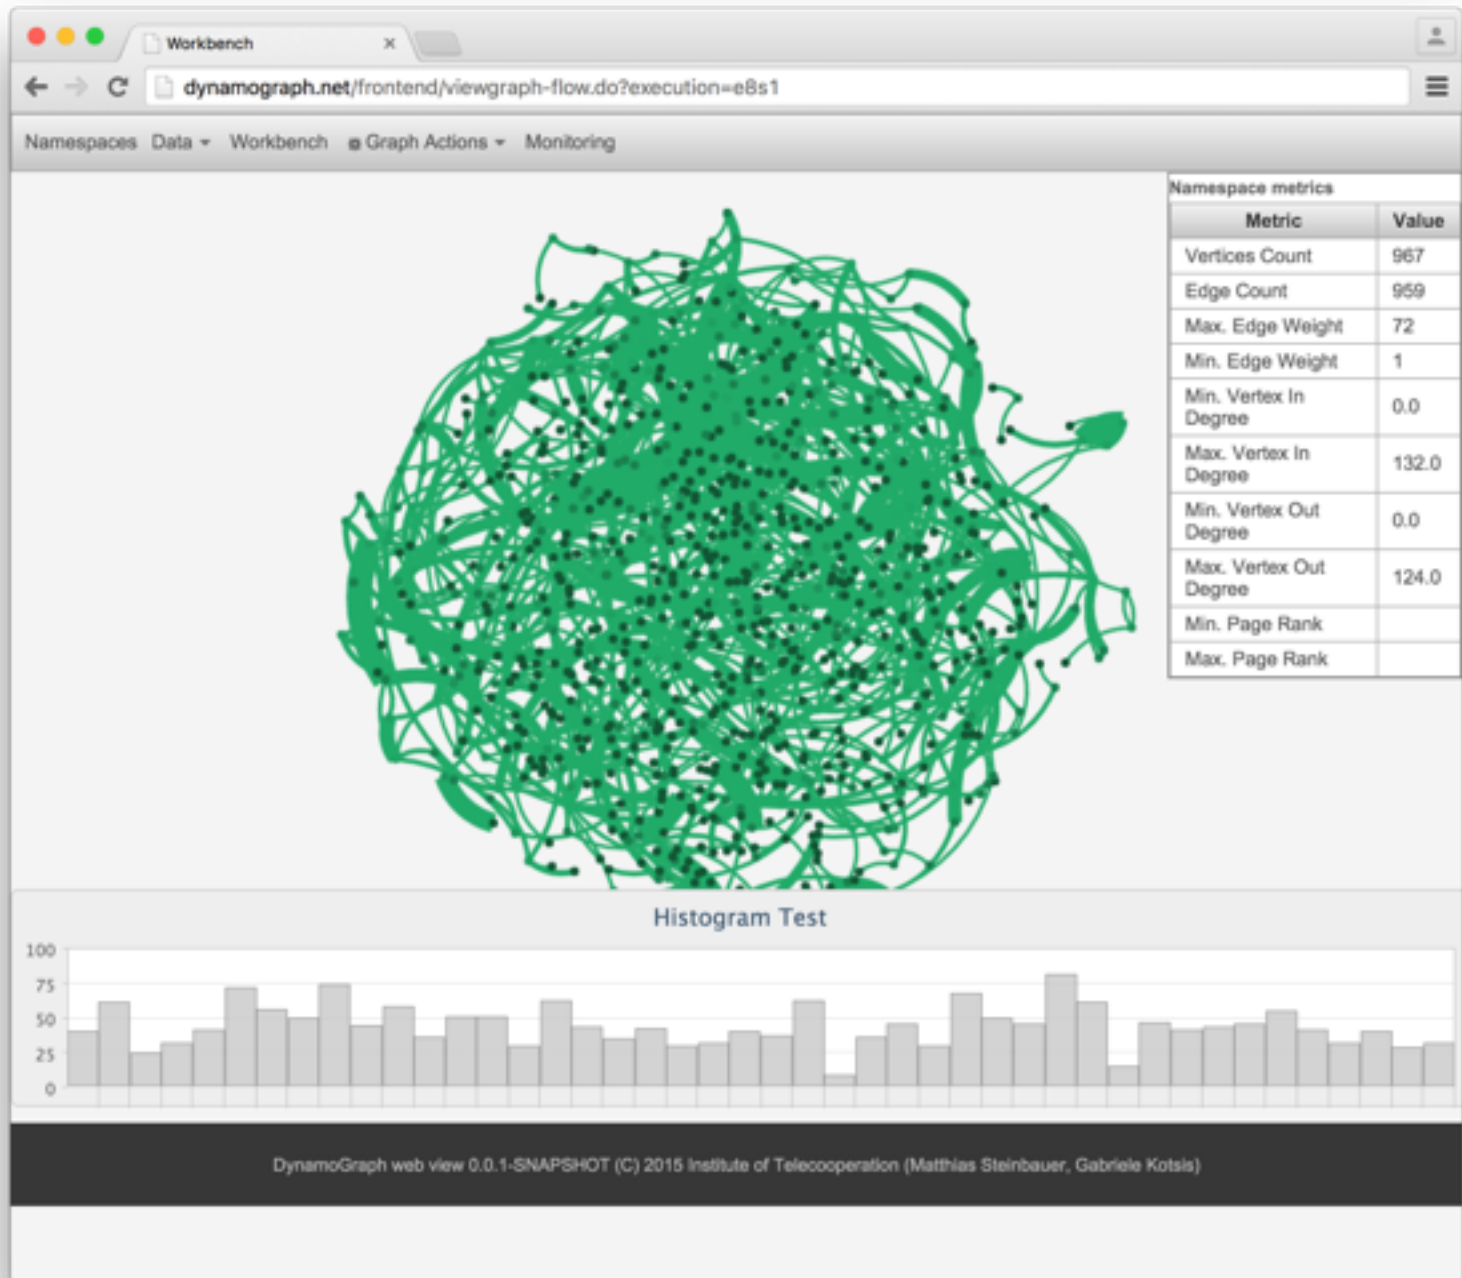 Workbench
dynamograph.net/frontend/viewgraph-flow.do?execution=e8s1
Namespaces Data Workbench Graph Actions Monitoring
Namespace metrics
Metric Value
Vertices Count 967
Edge Count 959
Max. Edge Weight 72
Min. Edge Weight 1
Min. Vertex In
Degree 0.0
Max. Vertex In
Degree 132.0
Min. Vertex Out
Degree 0.0
Max. Vertex Out
Degree 124.0
Min. Page Rank
Max. Page Rank
Histogram Test
100
75
50
25
0
DynamoGraph web view 0.0.1-SNAPSHOT (C) 2015 Institute of Telecooperation (Matthias Steinbauer, Gabriele Kotsis)